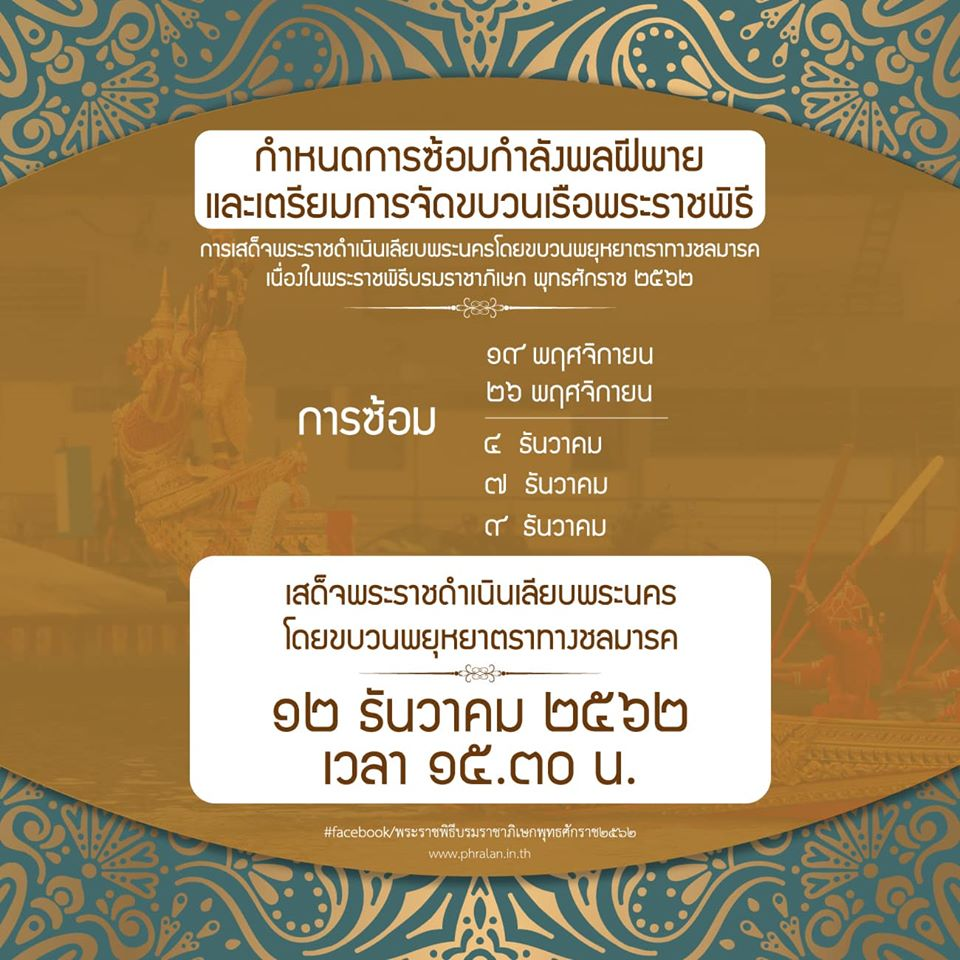 กำหนดการซ้อมกำลังพลฝีพาย
และเตรียมการจัดขบวนเรือพระราชพิธี
การเสด็จพระราชดำเนินเลียบพระนครโดยขบวนพยุหยาตราทางชลมารค
เนื่องในพระราชพิธีบรมราชาภิเษก พุทธศักราช ๒๕๖๒
การซ้อม
๑๙ พฤศจิกายน
๒๖ พฤศจิกายน
๔ ธันวาคม
๗ ธันวาคม
๙ ธันวาคม
เสด็จพระราชดำเนินเลียบพระนคร
โดยขบวนพยุหยาตราทางชลมารค
๑๒ ธันวาคม ๒๕๖๒
เวลา ๑๕.๓๐ น.
#facebook/พระราชพิธีบรมราชาภิเษกพุทธศักราช๒๕๖๒
www.phralan.in.th